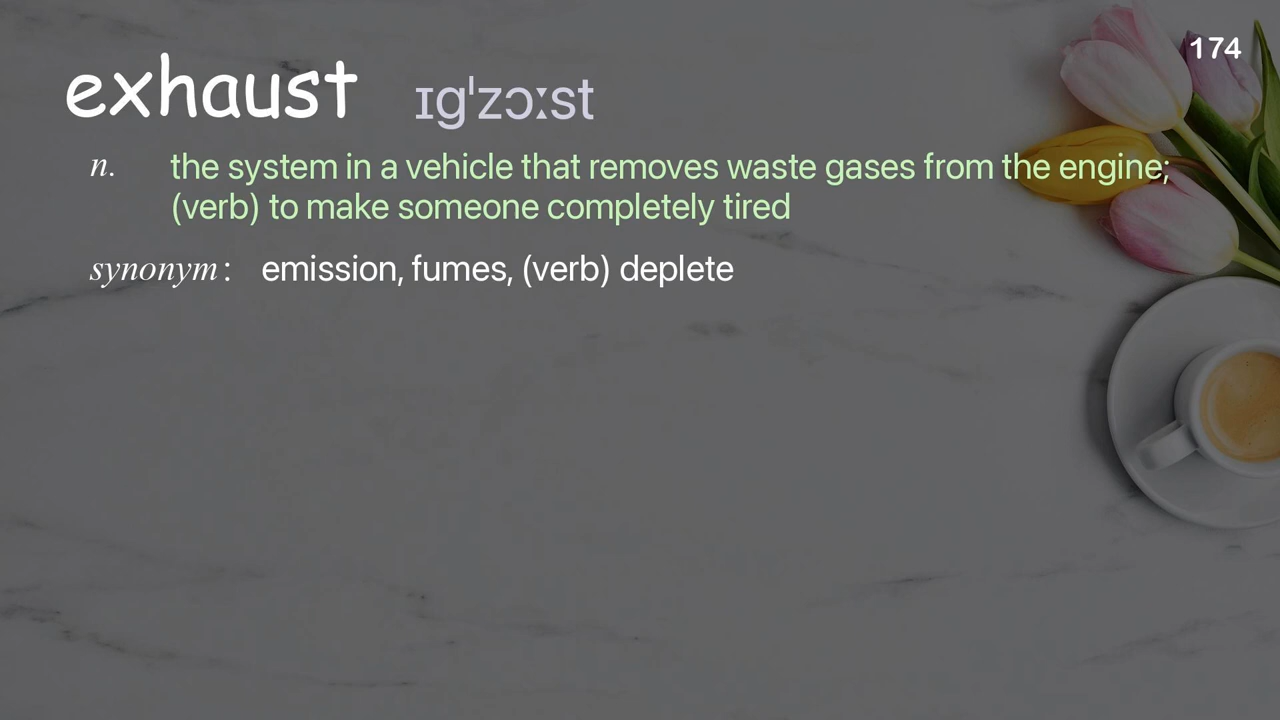 174
exhaust ɪgˈzɔːst
n. the system in a vehicle that removes waste gases from the engine;
(verb) to make someone completely tired
synonym: emission, fumes, (verb) deplete